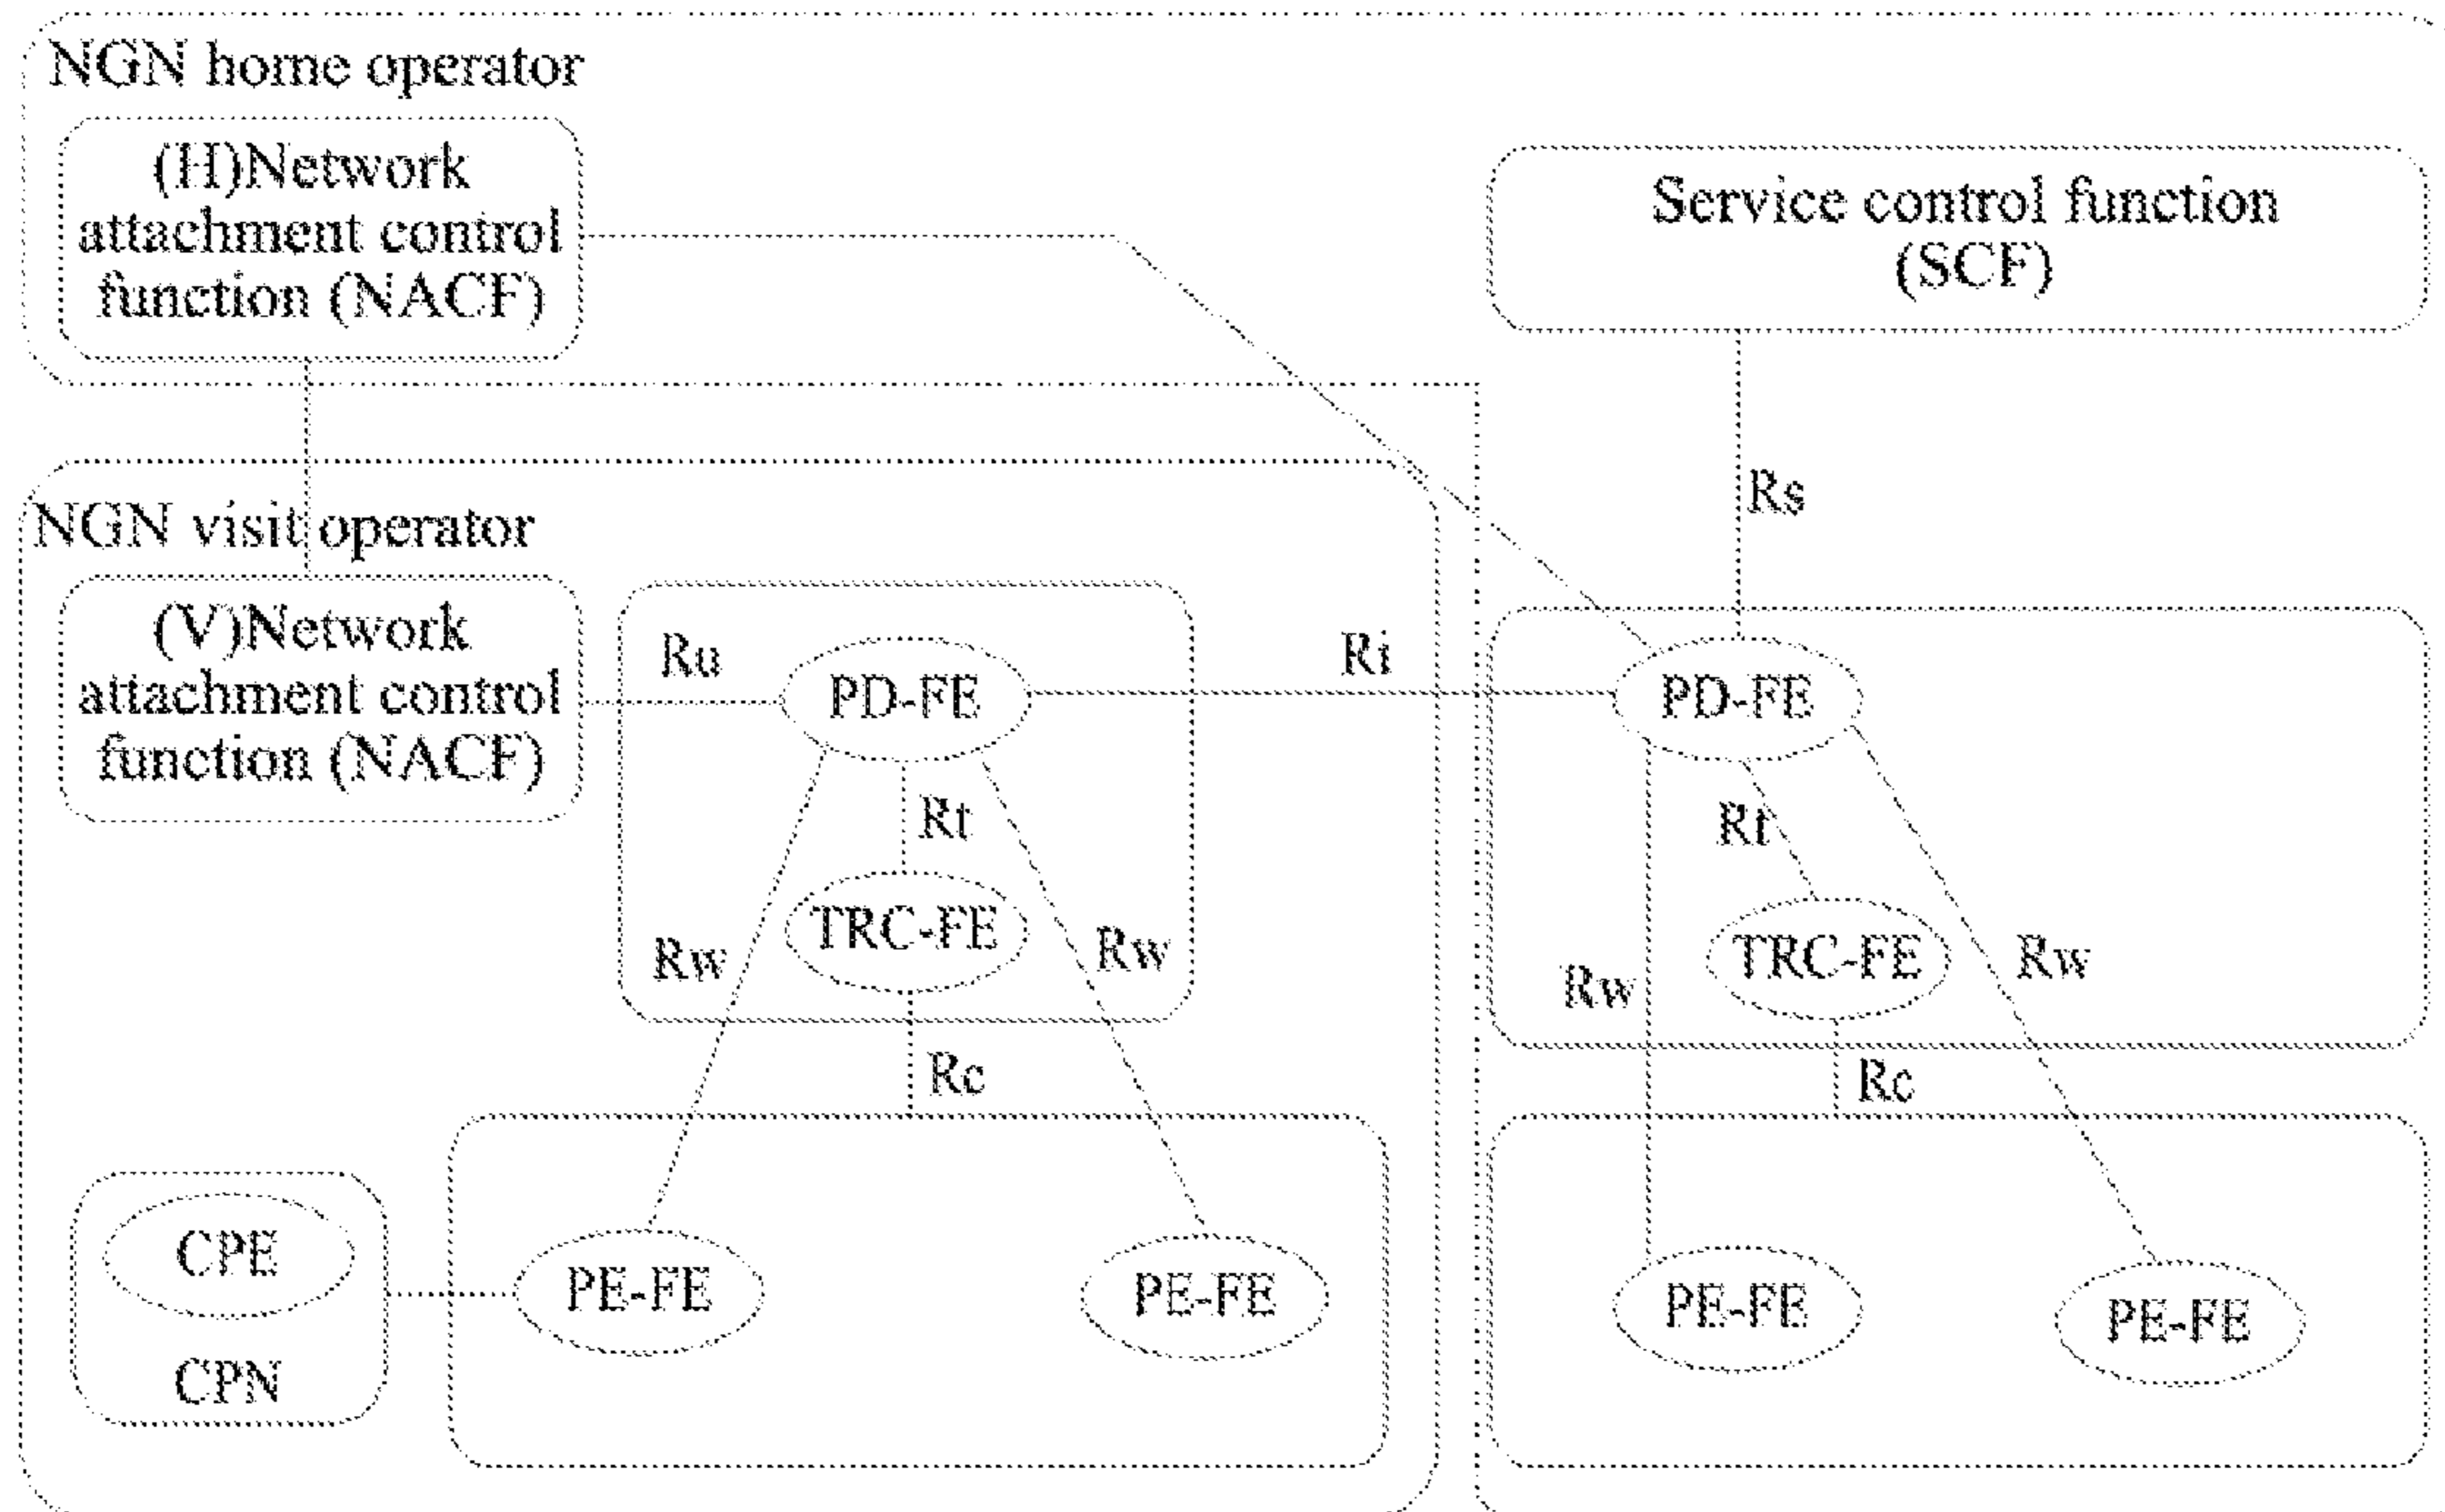 NGN home operator
(H)Network
attachment control
function (NACF)
Service control function
(SCF)
Rs
NGN visit operator
(V)Network
attachment control
function (NACF)
Ru
PD-FE
Ri
PD-FE
Rt
Rt
TRC-FE
TRC-FE
Rw
Rw
Rw
Rw
Rc
Rc
CPE
PE-FE
PE-FE
PE-FE
PE-FE
CPN